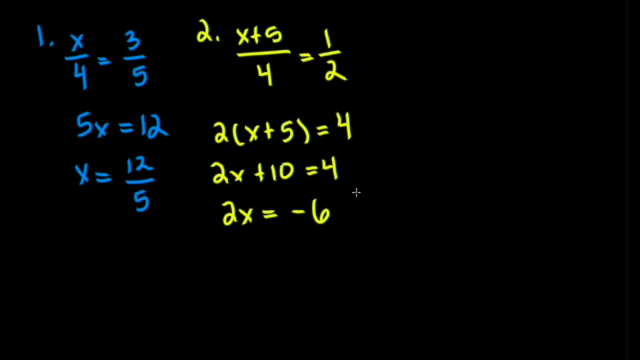 1. x/4 = 3/5
5x = 12
x = 12/5
2. x+5/4 = 1/2
2(x+5) = 4
2x + 10 = 4
2x = -6